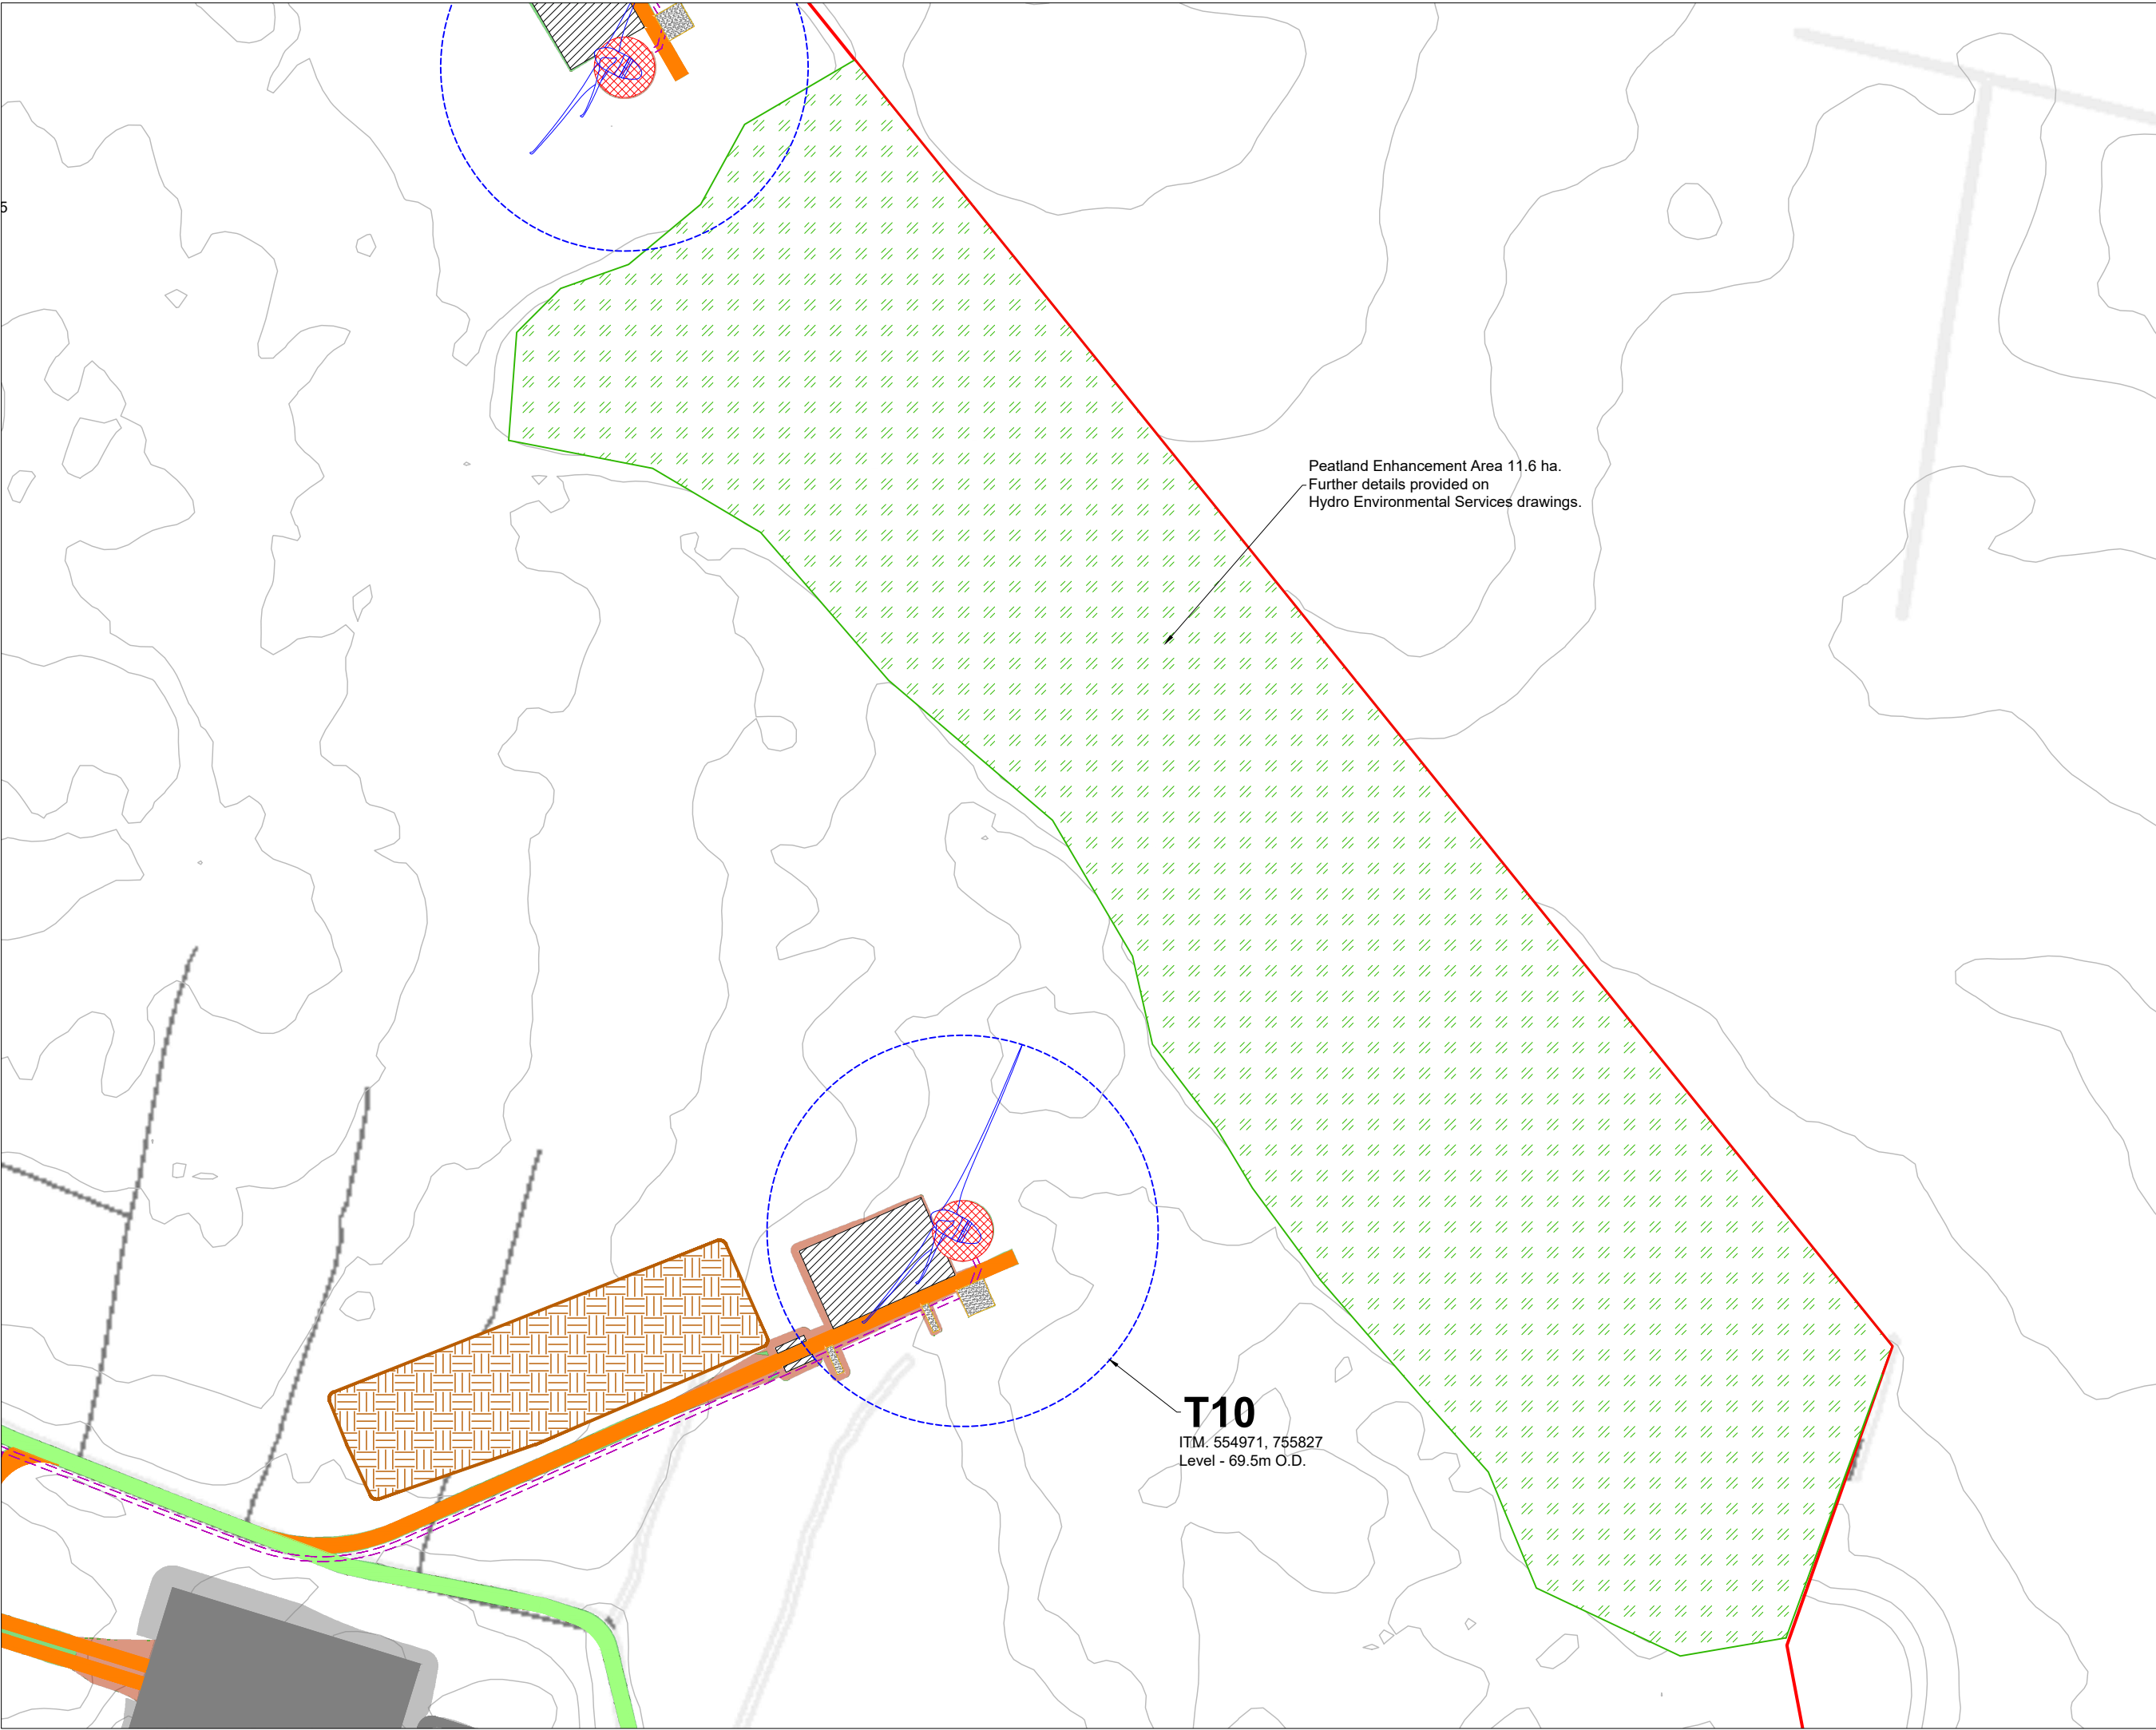 5
Peatland Enhancement Area 11.6 ha.
Further details provided on
Hydro Environmental Services drawings.
T10
ITM. 554971, 755827
Level - 69.5m O.D.